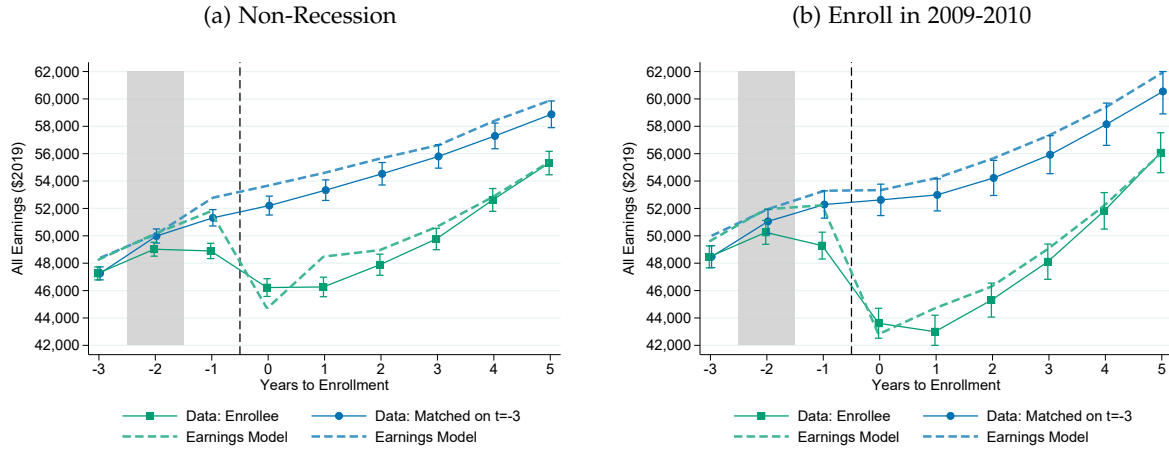 (a) Non-Recession
All Earnings ($2019)
62,000
60,000
58,000
56,000
54,000
52,000
50,000
48,000
46,000
44,000
42,000
-3 -2 -1 0 1 2 3 4 5
Years to Enrollment
Data: Enrollee Data: Matched on t=-3
Earnings Model Earnings Model
(b) Enroll in 2009-2010
All Earnings ($2019)
62,000
60,000
58,000
56,000
54,000
52,000
50,000
48,000
46,000
44,000
42,000
-3 -2 -1 0 1 2 3 4 5
Years to Enrollment
Data: Enrollee Data: Matched on t=-3
Earnings Model Earnings Model